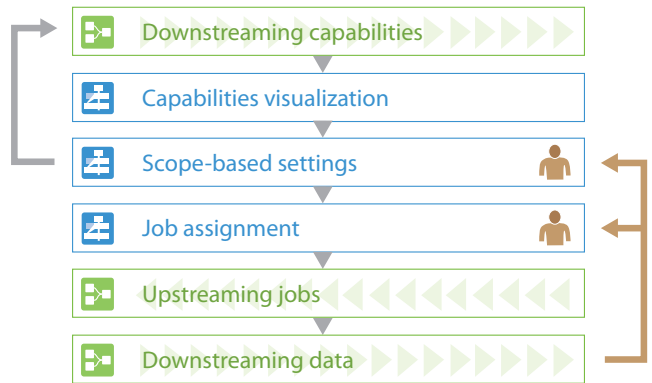 Downstreaming capabilities
Capabilities visualization
Scope-based settings
Job assignment
Upstreaming jobs
Downstreaming data